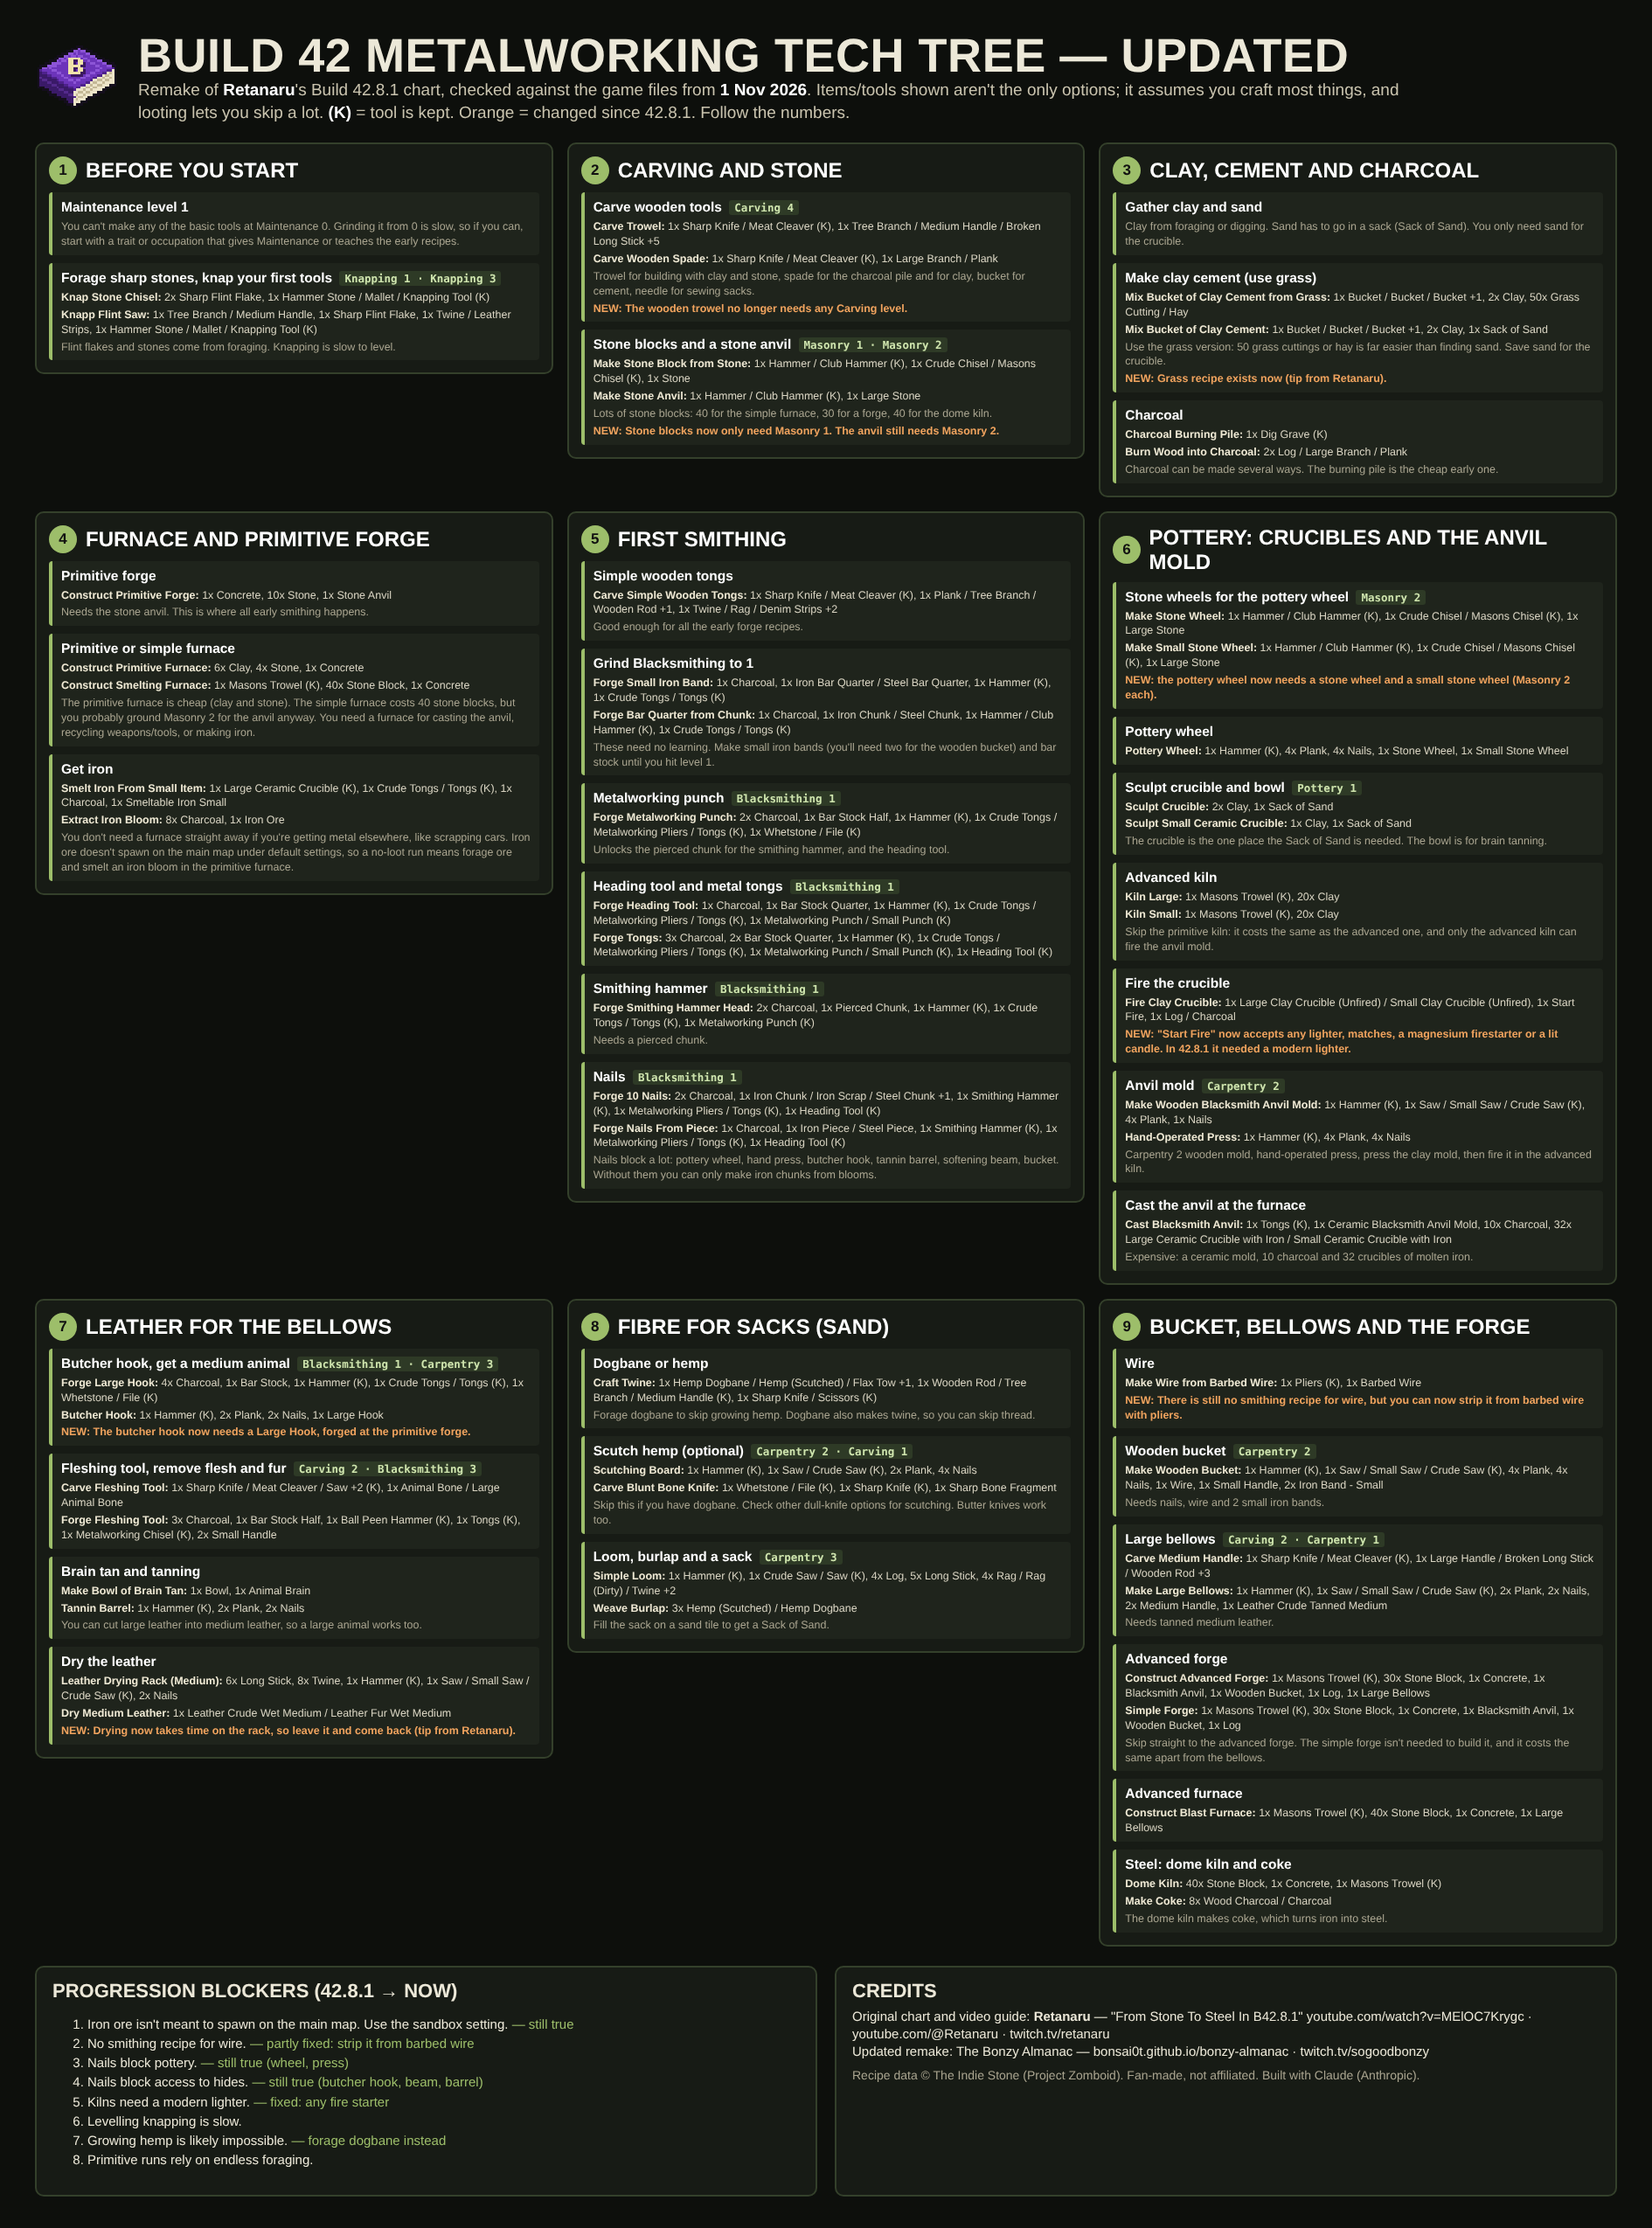 B
BUILD 42 METALWORKING TECH TREE — UPDATED
Remake of Retanaru's Build 42.8.1 chart, checked against the game files from 1 Nov 2026. Items/tools shown aren't the only options; it assumes you craft most things, and
looting lets you skip a lot. (K) = tool is kept. Orange = changed since 42.8.1. Follow the numbers.
1 BEFORE YOU START
Maintenance level 1
You can't make any of the basic tools at Maintenance 0. Grinding it from 0 is slow, so if you can,
start with a trait or occupation that gives Maintenance or teaches the early recipes.
Forage sharp stones, knap your first tools Knapping 1 · Knapping 3
Knap Stone Chisel: 2x Sharp Flint Flake, 1x Hammer Stone / Mallet / Knapping Tool (K)
Knapp Flint Saw: 1x Tree Branch / Medium Handle, 1x Sharp Flint Flake, 1x Twine / Leather
Strips, 1x Hammer Stone / Mallet / Knapping Tool (K)
Flint flakes and stones come from foraging. Knapping is slow to level.
2 CARVING AND STONE
Carve wooden tools Carving 4
Carve Trowel: 1x Sharp Knife / Meat Cleaver (K), 1x Tree Branch / Medium Handle / Broken
Long Stick +5
Carve Wooden Spade: 1x Sharp Knife / Meat Cleaver (K), 1x Large Branch / Plank
Trowel for building with clay and stone, spade for the charcoal pile and for clay, bucket for
cement, needle for sewing sacks.
NEW: The wooden trowel no longer needs any Carving level.
Stone blocks and a stone anvil Masonry 1 · Masonry 2
Make Stone Block from Stone: 1x Hammer / Club Hammer (K), 1x Crude Chisel / Masons
Chisel (K), 1x Stone
Make Stone Anvil: 1x Hammer / Club Hammer (K), 1x Large Stone
Lots of stone blocks: 40 for the simple furnace, 30 for a forge, 40 for the dome kiln.
NEW: Stone blocks now only need Masonry 1. The anvil still needs Masonry 2.
3 CLAY, CEMENT AND CHARCOAL
Gather clay and sand
Clay from foraging or digging. Sand has to go in a sack (Sack of Sand). You only need sand for
the crucible.
Make clay cement (use grass)
Mix Bucket of Clay Cement from Grass: 1x Bucket / Bucket / Bucket +1, 2x Clay, 50x Grass
Cutting / Hay
Mix Bucket of Clay Cement: 1x Bucket / Bucket / Bucket +1, 2x Clay, 1x Sack of Sand
Use the grass version: 50 grass cuttings or hay is far easier than finding sand. Save sand for the
crucible.
NEW: Grass recipe exists now (tip from Retanaru).
Charcoal
Charcoal Burning Pile: 1x Dig Grave (K)
Burn Wood into Charcoal: 2x Log / Large Branch / Plank
Charcoal can be made several ways. The burning pile is the cheap early one.
4 FURNACE AND PRIMITIVE FORGE
Primitive forge
Construct Primitive Forge: 1x Concrete, 10x Stone, 1x Stone Anvil
Needs the stone anvil. This is where all early smithing happens.
Primitive or simple furnace
Construct Primitive Furnace: 6x Clay, 4x Stone, 1x Concrete
Construct Smelting Furnace: 1x Masons Trowel (K), 40x Stone Block, 1x Concrete
The primitive furnace is cheap (clay and stone). The simple furnace costs 40 stone blocks, but
you probably ground Masonry 2 for the anvil anyway. You need a furnace for casting the anvil,
recycling weapons/tools, or making iron.
Get iron
Smelt Iron From Small Item: 1x Large Ceramic Crucible (K), 1x Crude Tongs / Tongs (K), 1x
Charcoal, 1x Smeltable Iron Small
Extract Iron Bloom: 8x Charcoal, 1x Iron Ore
You don't need a furnace straight away if you're getting metal elsewhere, like scrapping cars. Iron
ore doesn't spawn on the main map under default settings, so a no-loot run means forage ore
and smelt an iron bloom in the primitive furnace.
5 FIRST SMITHING
Simple wooden tongs
Carve Simple Wooden Tongs: 1x Sharp Knife / Meat Cleaver (K), 1x Plank / Tree Branch /
Wooden Rod +1, 1x Twine / Rag / Denim Strips +2
Good enough for all the early forge recipes.
Grind Blacksmithing to 1
Forge Small Iron Band: 1x Charcoal, 1x Iron Bar Quarter / Steel Bar Quarter, 1x Hammer (K),
1x Crude Tongs / Tongs (K)
Forge Bar Quarter from Chunk: 1x Charcoal, 1x Iron Chunk / Steel Chunk, 1x Hammer / Club
Hammer (K), 1x Crude Tongs / Tongs (K)
These need no learning. Make small iron bands (you'll need two for the wooden bucket) and bar
stock until you hit level 1.
Metalworking punch Blacksmithing 1
Forge Metalworking Punch: 2x Charcoal, 1x Bar Stock Half, 1x Hammer (K), 1x Crude Tongs /
Metalworking Pliers / Tongs (K), 1x Whetstone / File (K)
Unlocks the pierced chunk for the smithing hammer, and the heading tool.
Heading tool and metal tongs Blacksmithing 1
Forge Heading Tool: 1x Charcoal, 1x Bar Stock Quarter, 1x Hammer (K), 1x Crude Tongs /
Metalworking Pliers / Tongs (K), 1x Metalworking Punch / Small Punch (K)
Forge Tongs: 3x Charcoal, 2x Bar Stock Quarter, 1x Hammer (K), 1x Crude Tongs /
Metalworking Pliers / Tongs (K), 1x Metalworking Punch / Small Punch (K), 1x Heading Tool (K)
Smithing hammer Blacksmithing 1
Forge Smithing Hammer Head: 2x Charcoal, 1x Pierced Chunk, 1x Hammer (K), 1x Crude
Tongs / Tongs (K), 1x Metalworking Punch (K)
Needs a pierced chunk.
Nails Blacksmithing 1
Forge 10 Nails: 2x Charcoal, 1x Iron Chunk / Iron Scrap / Steel Chunk +1, 1x Smithing Hammer
(K), 1x Metalworking Pliers / Tongs (K), 1x Heading Tool (K)
Forge Nails From Piece: 1x Charcoal, 1x Iron Piece / Steel Piece, 1x Smithing Hammer (K), 1x
Metalworking Pliers / Tongs (K), 1x Heading Tool (K)
Nails block a lot: pottery wheel, hand press, butcher hook, tannin barrel, softening beam, bucket.
Without them you can only make iron chunks from blooms.
6 POTTERY: CRUCIBLES AND THE ANVIL
MOLD
Stone wheels for the pottery wheel Masonry 2
Make Stone Wheel: 1x Hammer / Club Hammer (K), 1x Crude Chisel / Masons Chisel (K), 1x
Large Stone
Make Small Stone Wheel: 1x Hammer / Club Hammer (K), 1x Crude Chisel / Masons Chisel
(K), 1x Large Stone
NEW: the pottery wheel now needs a stone wheel and a small stone wheel (Masonry 2
each).
Pottery wheel
Pottery Wheel: 1x Hammer (K), 4x Plank, 4x Nails, 1x Stone Wheel, 1x Small Stone Wheel
Sculpt crucible and bowl Pottery 1
Sculpt Crucible: 2x Clay, 1x Sack of Sand
Sculpt Small Ceramic Crucible: 1x Clay, 1x Sack of Sand
The crucible is the one place the Sack of Sand is needed. The bowl is for brain tanning.
Advanced kiln
Kiln Large: 1x Masons Trowel (K), 20x Clay
Kiln Small: 1x Masons Trowel (K), 20x Clay
Skip the primitive kiln: it costs the same as the advanced one, and only the advanced kiln can
fire the anvil mold.
Fire the crucible
Fire Clay Crucible: 1x Large Clay Crucible (Unfired) / Small Clay Crucible (Unfired), 1x Start
Fire, 1x Log / Charcoal
NEW: "Start Fire" now accepts any lighter, matches, a magnesium firestarter or a lit
candle. In 42.8.1 it needed a modern lighter.
Anvil mold Carpentry 2
Make Wooden Blacksmith Anvil Mold: 1x Hammer (K), 1x Saw / Small Saw / Crude Saw (K),
4x Plank, 1x Nails
Hand-Operated Press: 1x Hammer (K), 4x Plank, 4x Nails
Carpentry 2 wooden mold, hand-operated press, press the clay mold, then fire it in the advanced
kiln.
Cast the anvil at the furnace
Cast Blacksmith Anvil: 1x Tongs (K), 1x Ceramic Blacksmith Anvil Mold, 10x Charcoal, 32x
Large Ceramic Crucible with Iron / Small Ceramic Crucible with Iron
Expensive: a ceramic mold, 10 charcoal and 32 crucibles of molten iron.
7 LEATHER FOR THE BELLOWS
Butcher hook, get a medium animal Blacksmithing 1 · Carpentry 3
Forge Large Hook: 4x Charcoal, 1x Bar Stock, 1x Hammer (K), 1x Crude Tongs / Tongs (K), 1x
Whetstone / File (K)
Butcher Hook: 1x Hammer (K), 2x Plank, 2x Nails, 1x Large Hook
NEW: The butcher hook now needs a Large Hook, forged at the primitive forge.
Fleshing tool, remove flesh and fur Carving 2 · Blacksmithing 3
Carve Fleshing Tool: 1x Sharp Knife / Meat Cleaver / Saw +2 (K), 1x Animal Bone / Large
Animal Bone
Forge Fleshing Tool: 3x Charcoal, 1x Bar Stock Half, 1x Ball Peen Hammer (K), 1x Tongs (K),
1x Metalworking Chisel (K), 2x Small Handle
Brain tan and tanning
Make Bowl of Brain Tan: 1x Bowl, 1x Animal Brain
Tannin Barrel: 1x Hammer (K), 2x Plank, 2x Nails
You can cut large leather into medium leather, so a large animal works too.
Dry the leather
Leather Drying Rack (Medium): 6x Long Stick, 8x Twine, 1x Hammer (K), 1x Saw / Small Saw /
Crude Saw (K), 2x Nails
Dry Medium Leather: 1x Leather Crude Wet Medium / Leather Fur Wet Medium
NEW: Drying now takes time on the rack, so leave it and come back (tip from Retanaru).
8 FIBRE FOR SACKS (SAND)
Dogbane or hemp
Craft Twine: 1x Hemp Dogbane / Hemp (Scutched) / Flax Tow +1, 1x Wooden Rod / Tree
Branch / Medium Handle (K), 1x Sharp Knife / Scissors (K)
Forage dogbane to skip growing hemp. Dogbane also makes twine, so you can skip thread.
Scutch hemp (optional) Carpentry 2 · Carving 1
Scutching Board: 1x Hammer (K), 1x Saw / Crude Saw (K), 2x Plank, 4x Nails
Carve Blunt Bone Knife: 1x Whetstone / File (K), 1x Sharp Knife (K), 1x Sharp Bone Fragment
Skip this if you have dogbane. Check other dull-knife options for scutching. Butter knives work
too.
Loom, burlap and a sack Carpentry 3
Simple Loom: 1x Hammer (K), 1x Crude Saw / Saw (K), 4x Log, 5x Long Stick, 4x Rag / Rag
(Dirty) / Twine +2
Weave Burlap: 3x Hemp (Scutched) / Hemp Dogbane
Fill the sack on a sand tile to get a Sack of Sand.
9 BUCKET, BELLOWS AND THE FORGE
Wire
Make Wire from Barbed Wire: 1x Pliers (K), 1x Barbed Wire
NEW: There is still no smithing recipe for wire, but you can now strip it from barbed wire
with pliers.
Wooden bucket Carpentry 2
Make Wooden Bucket: 1x Hammer (K), 1x Saw / Small Saw / Crude Saw (K), 4x Plank, 4x
Nails, 1x Wire, 1x Small Handle, 2x Iron Band - Small
Needs nails, wire and 2 small iron bands.
Large bellows Carving 2 · Carpentry 1
Carve Medium Handle: 1x Sharp Knife / Meat Cleaver (K), 1x Large Handle / Broken Long Stick
/ Wooden Rod +3
Make Large Bellows: 1x Hammer (K), 1x Saw / Small Saw / Crude Saw (K), 2x Plank, 2x Nails,
2x Medium Handle, 1x Leather Crude Tanned Medium
Needs tanned medium leather.
Advanced forge
Construct Advanced Forge: 1x Masons Trowel (K), 30x Stone Block, 1x Concrete, 1x
Blacksmith Anvil, 1x Wooden Bucket, 1x Log, 1x Large Bellows
Simple Forge: 1x Masons Trowel (K), 30x Stone Block, 1x Concrete, 1x Blacksmith Anvil, 1x
Wooden Bucket, 1x Log
Skip straight to the advanced forge. The simple forge isn't needed to build it, and it costs the
same apart from the bellows.
Advanced furnace
Construct Blast Furnace: 1x Masons Trowel (K), 40x Stone Block, 1x Concrete, 1x Large
Bellows
Steel: dome kiln and coke
Dome Kiln: 40x Stone Block, 1x Concrete, 1x Masons Trowel (K)
Make Coke: 8x Wood Charcoal / Charcoal
The dome kiln makes coke, which turns iron into steel.
PROGRESSION BLOCKERS (42.8.1 → NOW)
1. Iron ore isn't meant to spawn on the main map. Use the sandbox setting. — still true
2. No smithing recipe for wire. — partly fixed: strip it from barbed wire
3. Nails block pottery. — still true (wheel, press)
4. Nails block access to hides. — still true (butcher hook, beam, barrel)
5. Kilns need a modern lighter. — fixed: any fire starter
6. Levelling knapping is slow.
7. Growing hemp is likely impossible. — forage dogbane instead
8. Primitive runs rely on endless foraging.
CREDITS
Original chart and video guide: Retanaru — "From Stone To Steel In B42.8.1" youtube.com/watch?v=MElOC7Krygc ·
youtube.com/@Retanaru · twitch.tv/retanaru
Updated remake: The Bonzy Almanac — bonsai0t.github.io/bonzy-almanac · twitch.tv/sogoodbonzy
Recipe data © The Indie Stone (Project Zomboid). Fan-made, not affiliated. Built with Claude (Anthropic).